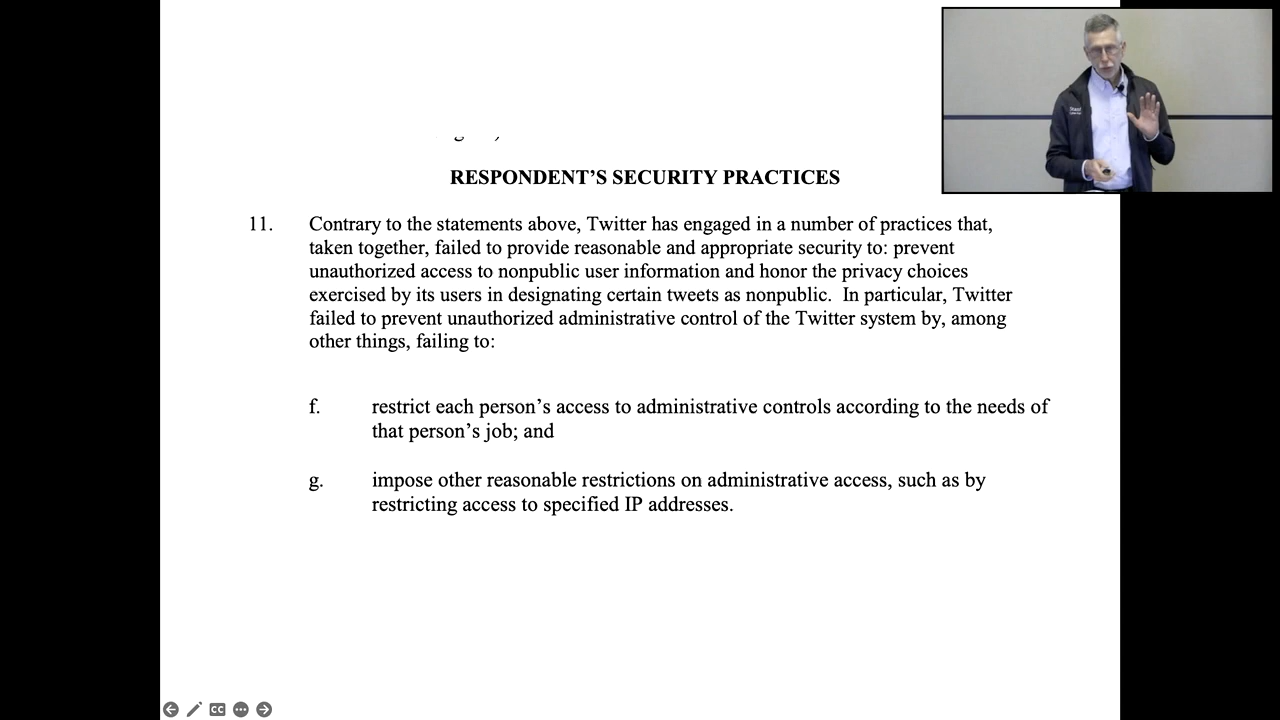 RESPONDENT’S SECURITY PRACTICES
11. Contrary to the statements above, Twitter has engaged in a number of practices that,
taken together, failed to provide reasonable and appropriate security to: prevent
unauthorized access to nonpublic user information and honor the privacy choices
exercised by its users in designating certain tweets as nonpublic.  In particular, Twitter
failed to prevent unauthorized administrative control of the Twitter system by, among
other things, failing to:
f. restrict each person’s access to administrative controls according to the needs of
that person’s job; and
g. impose other reasonable restrictions on administrative access, such as by
restricting access to specified IP addresses.
CC